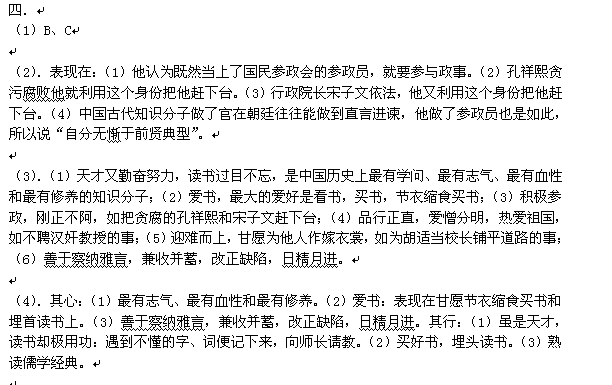 四．
（1）B、C
（2）．表现在：（1）他认为既然当上了国民参政会的参政员，就要参与政事。（2）孔祥熙贪
污腐败他就利用这个身份把他赶下台。（3）行政院长宋子文依法，他又利用这个身份把他赶
下台。（4）中国古代知识分子做了官在朝廷往往能做到直言进谏，他做了参政员也是如此，
所以说“自分无惭于前贤典型”。
（3）．（1）天才又勤奋努力，读书过目不忘，是中国历史上最有学问、最有志气、最有血性
和最有修养的知识分子；（2）爱书，最大的爱好是看书，买书，节衣缩食买书；（3）积极参
政，刚正不阿，如把贪腐的孔祥熙和宋子文赶下台；（4）品行正直，爱憎分明，热爱祖国，
如不聘汉奸教授的事；（5）迎难而上，甘愿为他人作嫁衣裳，如为胡适当校长铺平道路的事；
（6）善于察纳雅言，兼收并蓄，改正缺陷，日精月进。
（4）．其心：（1）最有志气、最有血性和最有修养。（2）爱书：表现在甘愿节衣缩食买书和
埋首读书上。（3）善于察纳雅言，兼收并蓄，改正缺陷，日精月进。其行：（1）虽是天才，
读书却极用功：遇到不懂的字、词便记下来，向师长请教。（2）买好书，埋头读书。（3）熟
读儒学经典。